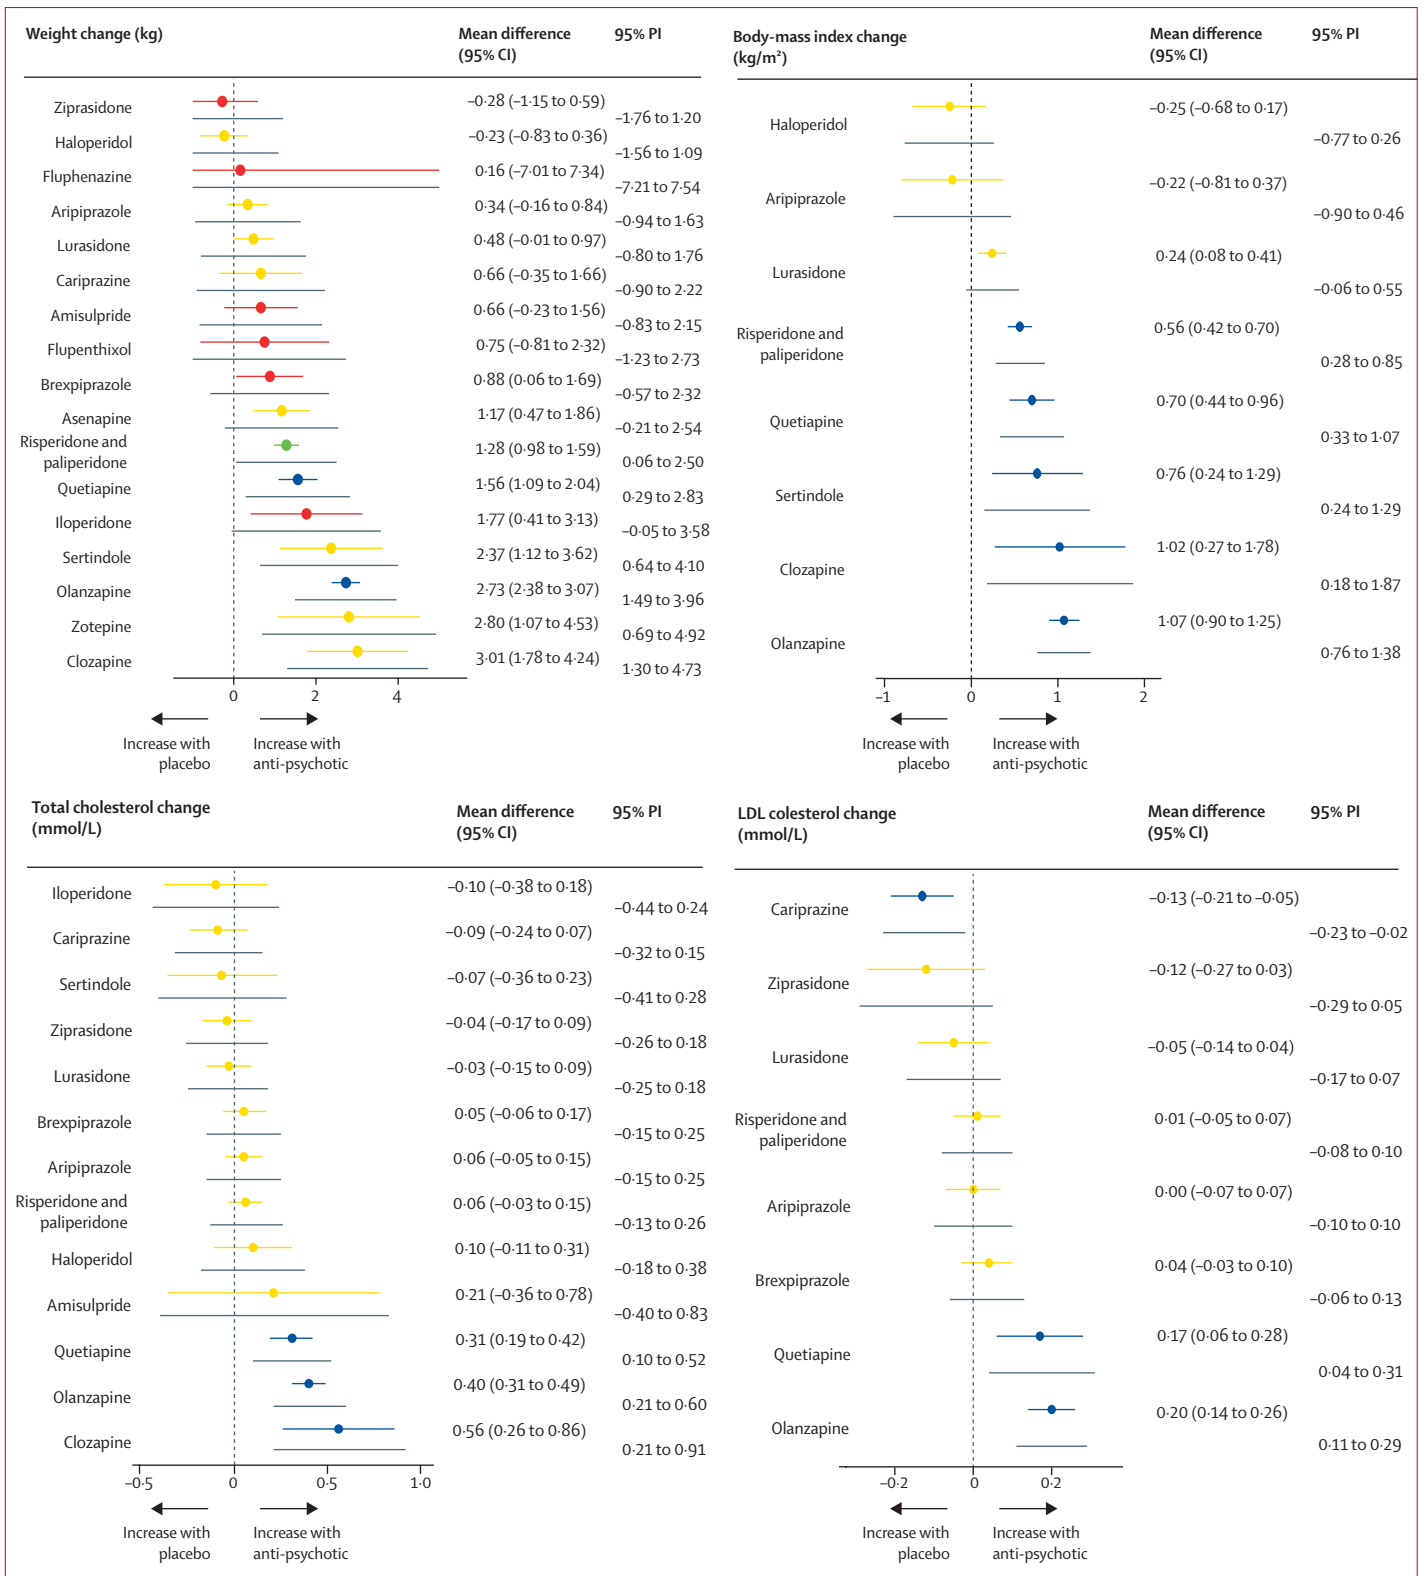 Weight change (kg) Mean difference 95% PI
(95% CI)
Ziprasidone –0·28 (–1·15 to 0·59)
–1·76 to 1·20
Haloperidol –0·23 (–0·83 to 0·36)
–1·56 to 1·09
Fluphenazine 0·16 (–7·01 to 7·34)
–7·21 to 7·54
Aripiprazole 0·34 (–0·16 to 0·84)
–0·94 to 1·63
Lurasidone 0·48 (–0·01 to 0·97)
–0·80 to 1·76
Cariprazine 0·66 (–0·35 to 1·66)
–0·90 to 2·22
Amisulpride 0·66 (–0·23 to 1·56)
–0·83 to 2·15
Flupenthixol 0·75 (–0·81 to 2·32)
–1·23 to 2·73
Brexpiprazole 0·88 (0·06 to 1·69)
–0·57 to 2·32
Asenapine 1·17 (0·47 to 1·86)
–0·21 to 2·54
Risperidone and 1·28 (0·98 to 1·59)
paliperidone 0·06 to 2·50
Quetiapine 1·56 (1·09 to 2·04)
0·29 to 2·83
Iloperidone 1·77 (0·41 to 3·13)
–0·05 to 3·58
Sertindole 2·37 (1·12 to 3·62)
0·64 to 4·10
Olanzapine 2·73 (2·38 to 3·07)
1·49 to 3·96
Zotepine 2·80 (1·07 to 4·53)
0·69 to 4·92
Clozapine 3·01 (1·78 to 4·24)
1·30 to 4·73
0 2 4
Increase with Increase with
placebo anti-psychotic
Body-mass index change Mean difference 95% PI
(kg/m²) (95% CI)
Haloperidol –0·25 (–0·68 to 0·17)
–0·77 to 0·26
Aripiprazole –0·22 (–0·81 to 0·37)
–0·90 to 0·46
Lurasidone 0·24 (0·08 to 0·41)
–0·06 to 0·55
Risperidone and 0·56 (0·42 to 0·70)
paliperidone 0·28 to 0·85
Quetiapine 0·70 (0·44 to 0·96)
0·33 to 1·07
Sertindole 0·76 (0·24 to 1·29)
0·24 to 1·29
Clozapine 1·02 (0·27 to 1·78)
0·18 to 1·87
Olanzapine 1·07 (0·90 to 1·25)
0·76 to 1·38
–1 0 1 2
Increase with Increase with
placebo anti-psychotic
Total cholesterol change Mean difference 95% PI
(mmol/L) (95% CI)
Iloperidone –0·10 (–0·38 to 0·18)
–0·44 to 0·24
Cariprazine –0·09 (–0·24 to 0·07)
–0·32 to 0·15
Sertindole –0·07 (–0·36 to 0·23)
–0·41 to 0·28
Ziprasidone –0·04 (–0·17 to 0·09)
–0·26 to 0·18
Lurasidone –0·03 (–0·15 to 0·09)
–0·25 to 0·18
Brexpiprazole 0·05 (–0·06 to 0·17)
–0·15 to 0·25
Aripiprazole 0·06 (–0·05 to 0·15)
–0·15 to 0·25
Risperidone and 0·06 (–0·03 to 0·15)
paliperidone –0·13 to 0·26
Haloperidol 0·10 (–0·11 to 0·31)
–0·18 to 0·38
Amisulpride 0·21 (–0·36 to 0·78)
–0·40 to 0·83
Quetiapine 0·31 (0·19 to 0·42)
0·10 to 0·52
Olanzapine 0·40 (0·31 to 0·49)
0·21 to 0·60
Clozapine 0·56 (0·26 to 0·86)
0·21 to 0·91
–0·5 0 0·5 1·0
Increase with Increase with
placebo anti-psychotic
LDL colesterol change Mean difference 95% PI
(mmol/L) (95% CI)
Cariprazine –0·13 (–0·21 to –0·05)
–0·23 to –0·02
Ziprasidone –0·12 (–0·27 to 0·03)
–0·29 to 0·05
Lurasidone –0·05 (–0·14 to 0·04)
–0·17 to 0·07
Risperidone and 0·01 (–0·05 to 0·07)
paliperidone –0·08 to 0·10
Aripiprazole 0·00 (–0·07 to 0·07)
–0·10 to 0·10
Brexpiprazole 0·04 (–0·03 to 0·10)
–0·06 to 0·13
Quetiapine 0·17 (0·06 to 0·28)
0·04 to 0·31
Olanzapine 0·20 (0·14 to 0·26)
0·11 to 0·29
–0·2 0 0·2
Increase with Increase with
placebo anti-psychotic